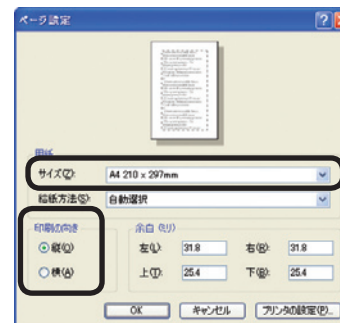 ページ設定
用紙
サイズ(Z): A4 210 x 297mm
給紙方法(S): 自動選択
印刷の向き
余白 (ミリ)
縦(O) 左(L): 31.8 右(R): 31.8
横(A) 上(T): 25.4 下(B): 25.4
OK キャンセル プリンタの設定(P)...